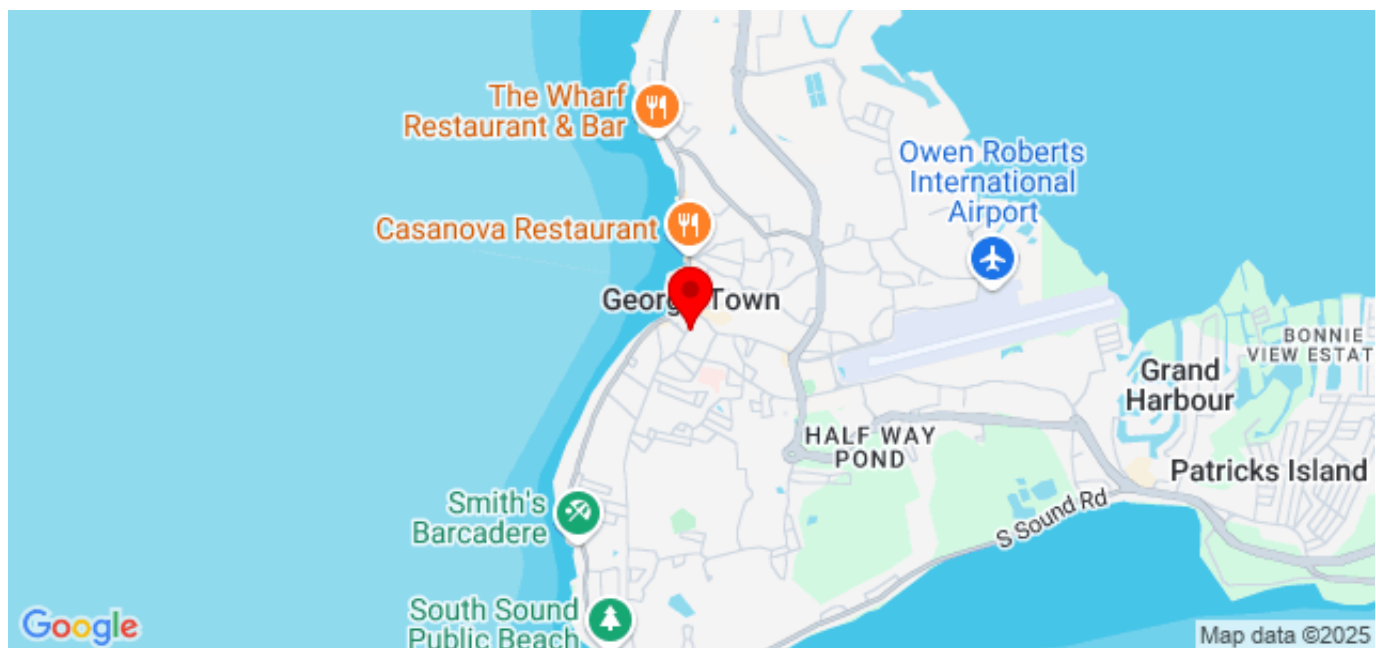 The Wharf
Restaurant & Bar
Owen Roberts
International
Airport
Casanova Restaurant
George Town
BONNIE
VIEW ESTAT
Grand
Harbour
HALF WAY
POND
Patricks Island
Smith's
Barcadere
S Sound Rd
South Sound
Public Beach
Google
Map data ©2025